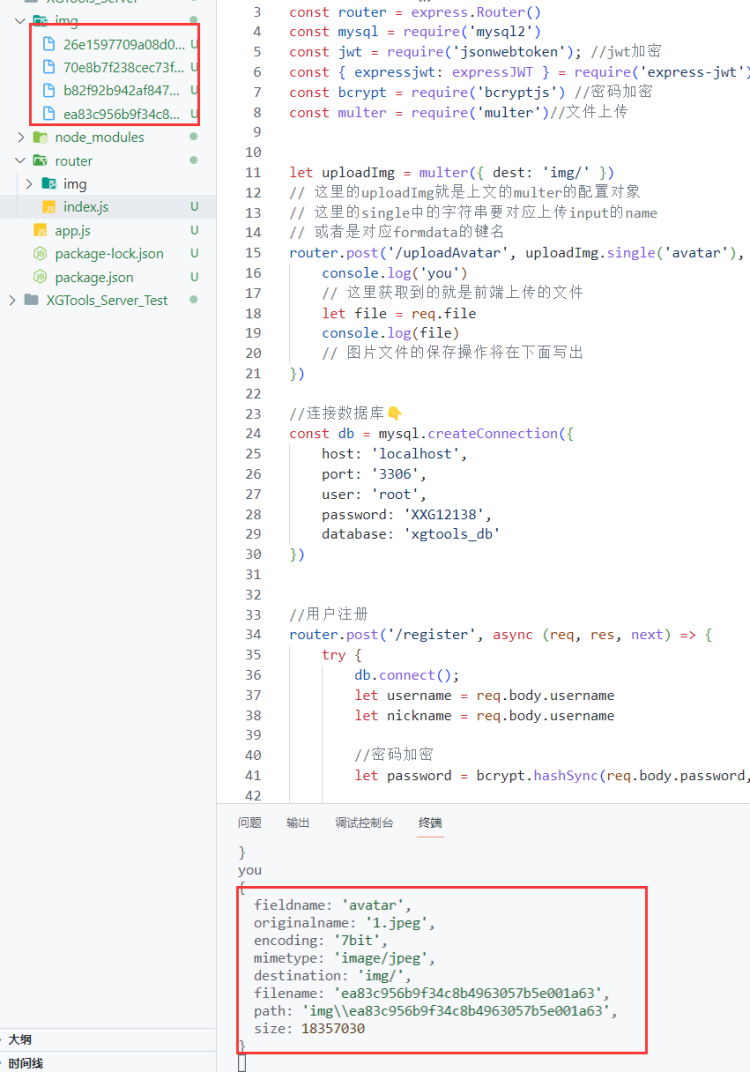 XGTools_Server
img
26e1597709a08d0... U
70e8b7f238cec73f... U
b82f92b942af847... U
ea83c956b9f34c8... U
node_modules
router
img
index.js U
app.js U
package-lock.json U
package.json U
XGTools_Server_Test
大纲
时间线
3 const router = express.Router()
4 const mysql = require('mysql2')
5 const jwt = require('jsonwebtoken'); //jwt加密
6 const { expressjwt: expressJWT } = require('express-jwt')
7 const bcrypt = require('bcryptjs') //密码加密
8 const multer = require('multer')//文件上传
9
10
11 let uploadImg = multer({ dest: 'img/' })
12 // 这里的uploadImg就是上文的multer的配置对象
13 // 这里的single中的字符串要对应上传input的name
14 // 或者是对应formdata的键名
15 router.post('/uploadAvatar', uploadImg.single('avatar'),
16 console.log('you')
17 // 这里获取到的就是前端上传的文件
18 let file = req.file
19 console.log(file)
20 // 图片文件的保存操作将在下面写出
21 })
22
23 //连接数据库👇
24 const db = mysql.createConnection({
25 host: 'localhost',
26 port: '3306',
27 user: 'root',
28 password: 'XXG12138',
29 database: 'xgtools_db'
30 })
31
32
33 //用户注册
34 router.post('/register', async (req, res, next) => {
35 try {
36 db.connect();
37 let username = req.body.username
38 let nickname = req.body.username
39
40 //密码加密
41 let password = bcrypt.hashSync(req.body.password,
42
问题 输出 调试控制台 终端
}
you
{
fieldname: 'avatar',
originalname: '1.jpeg',
encoding: '7bit',
mimetype: 'image/jpeg',
destination: 'img/',
filename: 'ea83c956b9f34c8b4963057b5e001a63',
path: 'img\\ea83c956b9f34c8b4963057b5e001a63',
size: 18357030
}